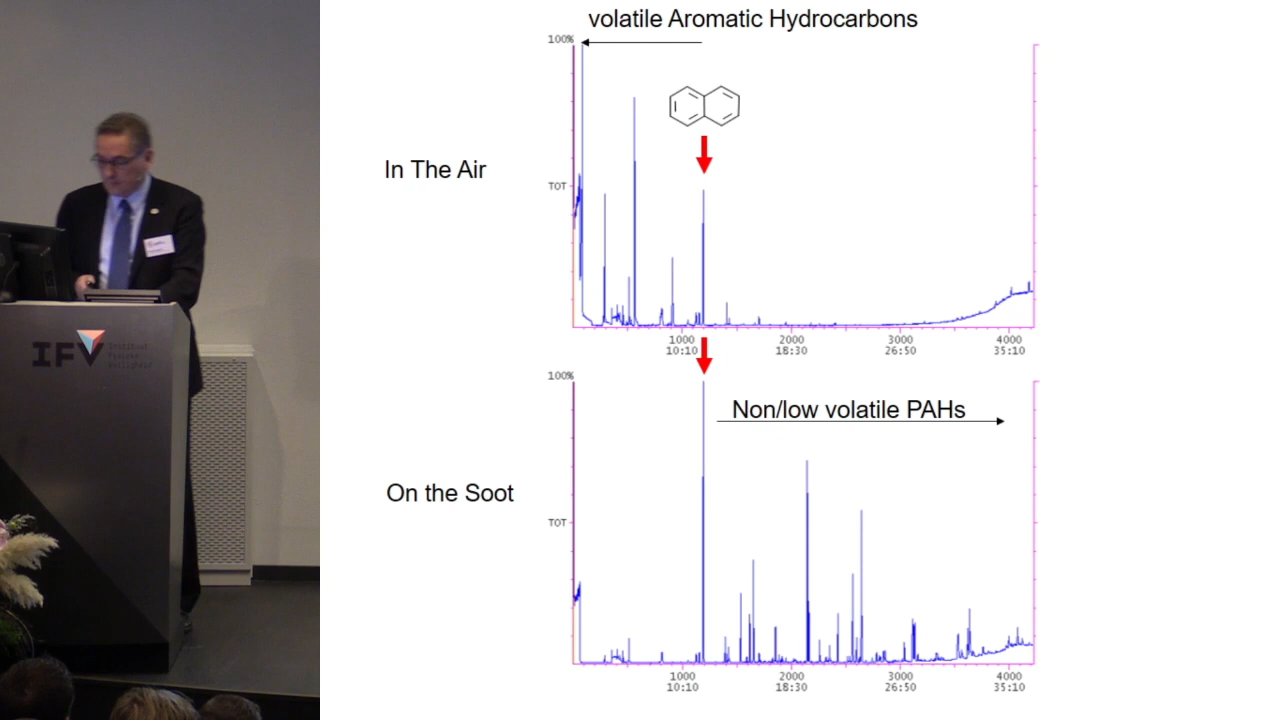 volatile Aromatic Hydrocarbons
100%
In The Air
TOT
1000 2000 3000 4000
10:10 18:30 26:50 35:10
100%
Non/low volatile PAHs
On the Soot
TOT
1000 2000 3000 4000
10:10 18:30 26:50 35:10
IFV